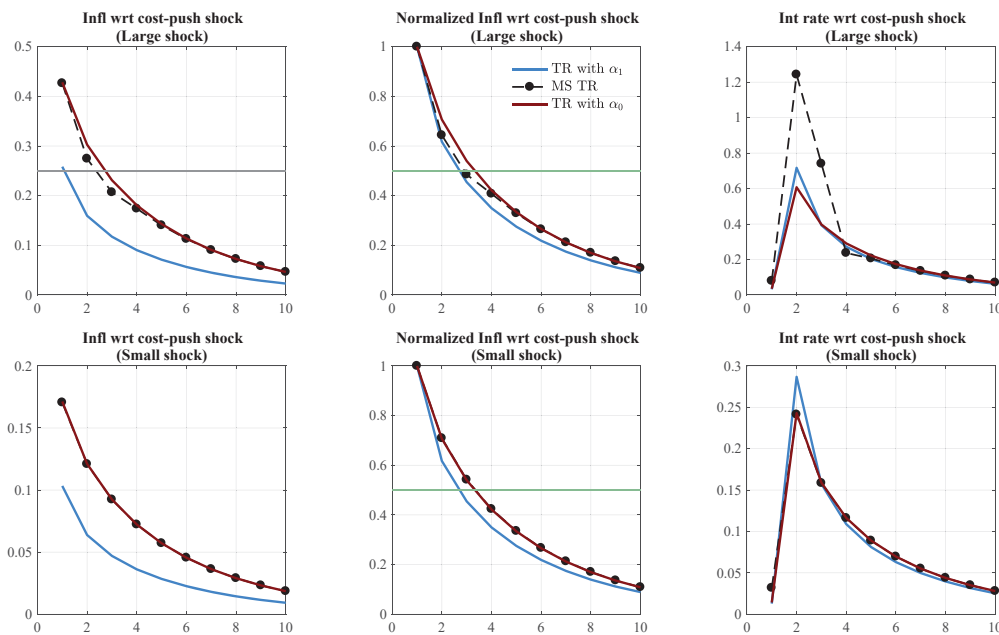 Infl wrt cost-push shock
(Large shock)
0.5
0.4
0.3
0.2
0.1
0
0 2 4 6 8 10
Normalized Infl wrt cost-push shock
(Large shock)
1
0.8
0.6
0.4
0.2
0
0 2 4 6 8 10
TR with α₁
MS TR
TR with α₀
Int rate wrt cost-push shock
(Large shock)
1.4
1.2
1
0.8
0.6
0.4
0.2
0
0 2 4 6 8 10
Infl wrt cost-push shock
(Small shock)
0.2
0.15
0.1
0.05
0
0 2 4 6 8 10
Normalized Infl wrt cost-push shock
(Small shock)
1
0.8
0.6
0.4
0.2
0
0 2 4 6 8 10
Int rate wrt cost-push shock
(Small shock)
0.3
0.25
0.2
0.15
0.1
0.05
0
0 2 4 6 8 10